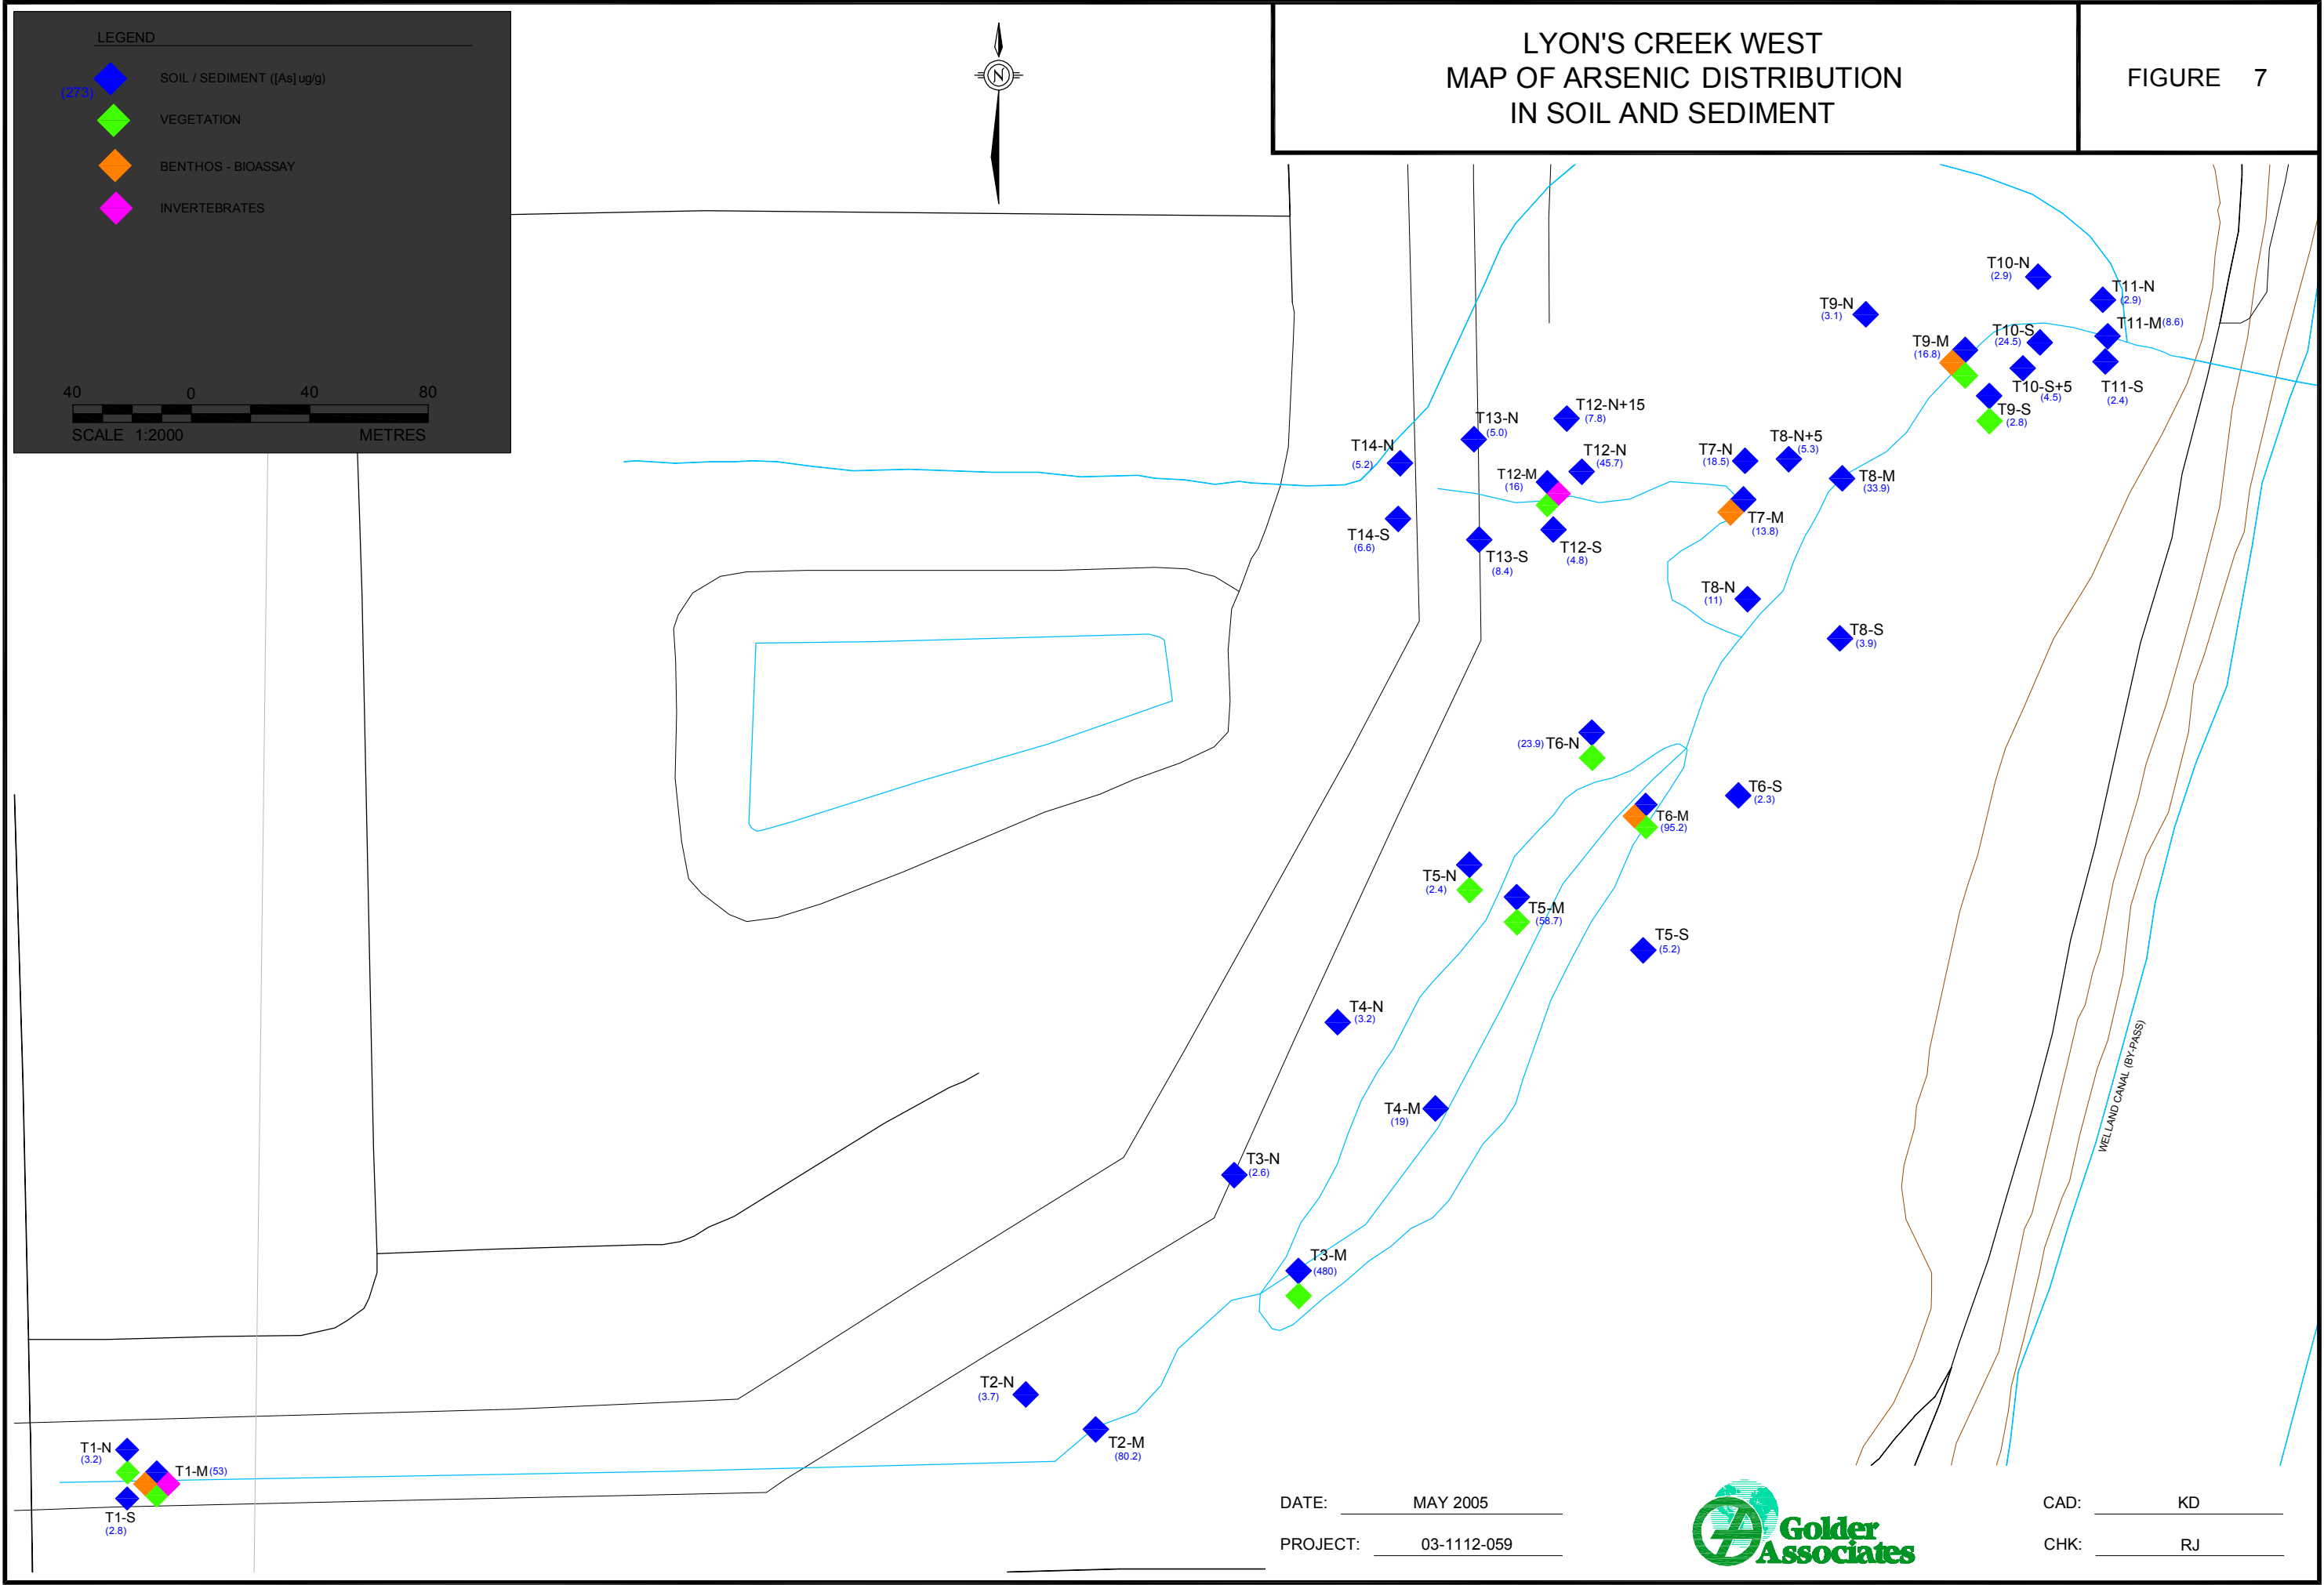 LEGEND
(273)
SOIL / SEDIMENT ([As] ug/g)
VEGETATION
BENTHOS - BIOASSAY
INVERTEBRATES
40 0 40 80
SCALE 1:2000 METRES
N
LYON'S CREEK WEST
MAP OF ARSENIC DISTRIBUTION
IN SOIL AND SEDIMENT
FIGURE 7
T10-N
(2.9)
T11-N
(2.9)
T9-N
(3.1)
T11-M (8.6)
T10-S
(24.5)
T9-M
(16.8)
T10-S+5
(4.5)
T11-S
(2.4)
T9-S
(2.8)
T12-N+15
(7.8)
T13-N
(5.0)
T14-N
(5.2)
T12-N
(45.7)
T7-N
(18.5)
T8-N+5
(5.3)
T12-M
(16)
T8-M
(33.9)
T7-M
(13.8)
T14-S
(6.6)
T13-S
(8.4)
T12-S
(4.8)
T8-N
(11)
T8-S
(3.9)
(23.9) T6-N
T6-S
(2.3)
T6-M
(95.2)
T5-N
(2.4)
T5-M
(58.7)
T5-S
(5.2)
T4-N
(3.2)
T4-M
(19)
WELLAND CANAL (BY-PASS)
T3-N
(2.6)
T3-M
(480)
T2-N
(3.7)
T2-M
(80.2)
T1-N
(3.2)
T1-M (53)
T1-S
(2.8)
DATE: MAY 2005
PROJECT: 03-1112-059
Golder
Associates
CAD: KD
CHK: RJ